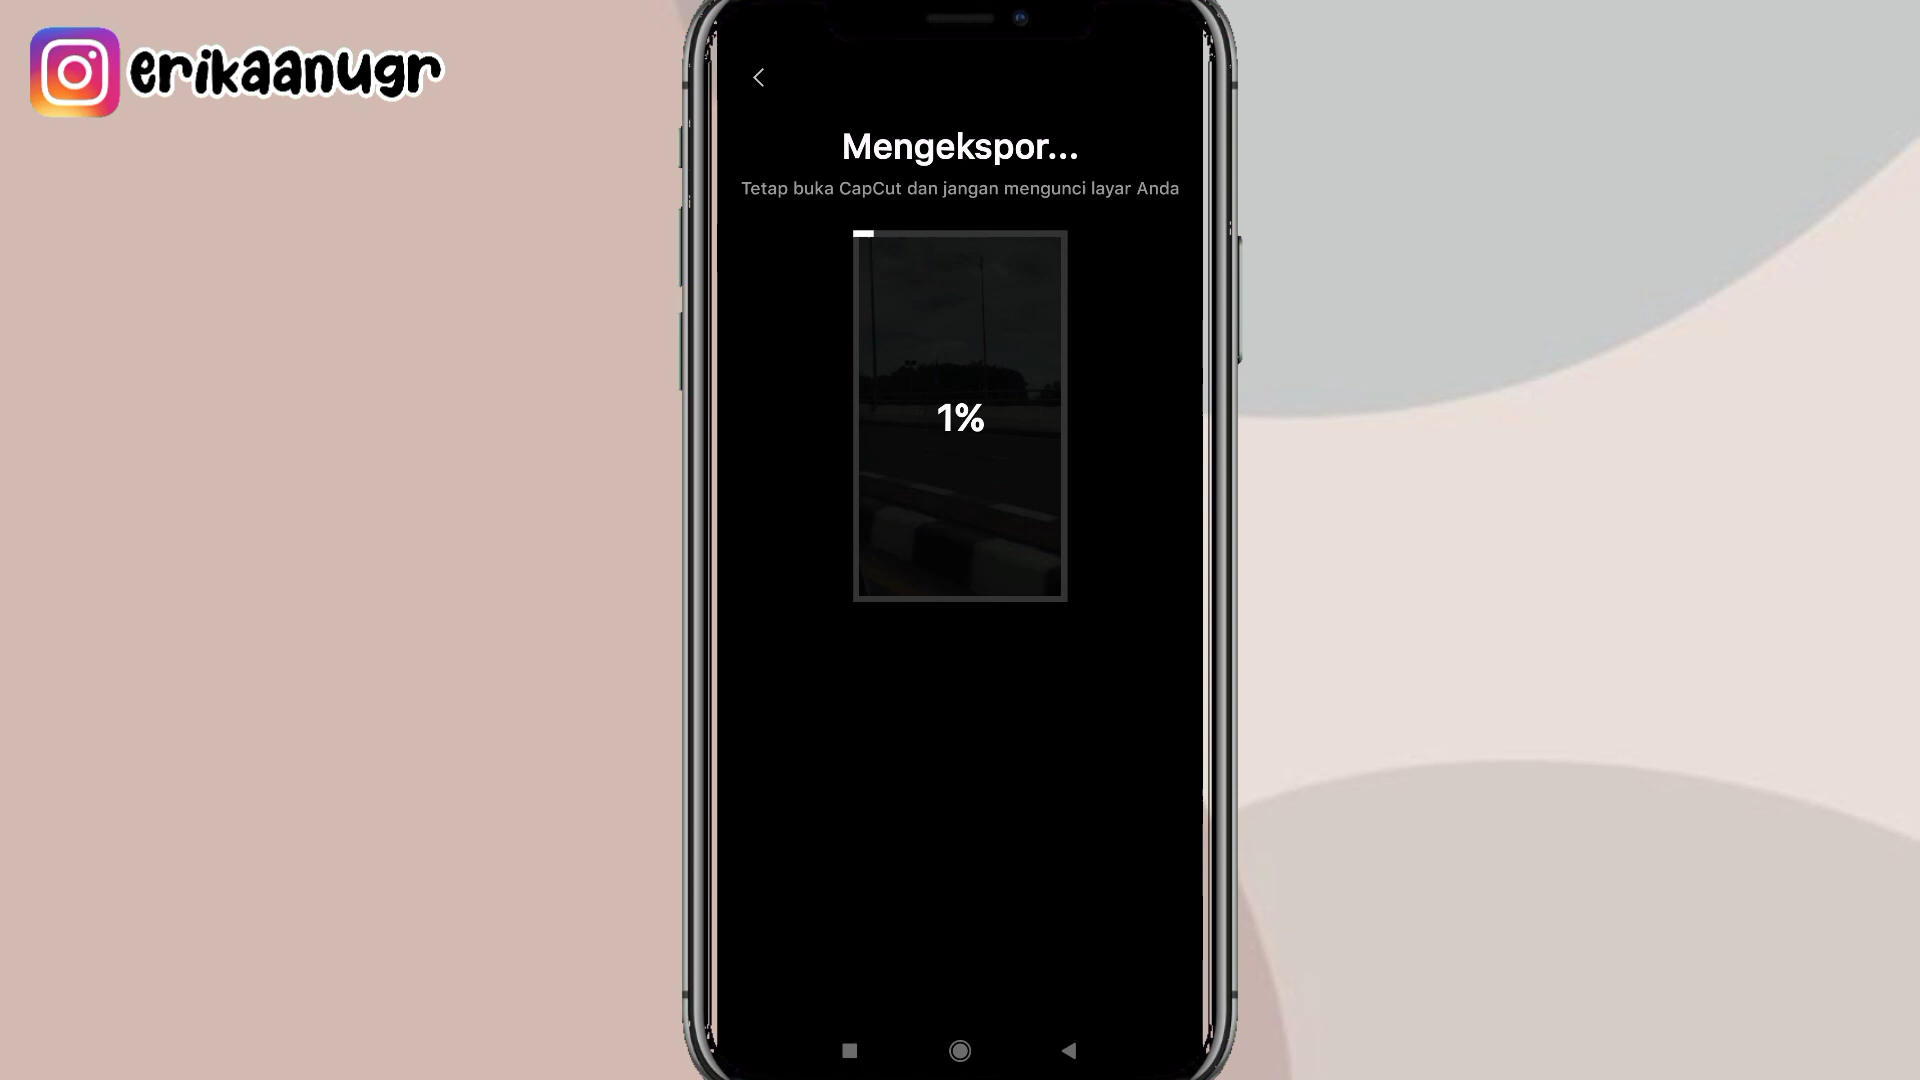 erikaanugr
Mengekspor...
Tetap buka CapCut dan jangan mengunci layar Anda
1%